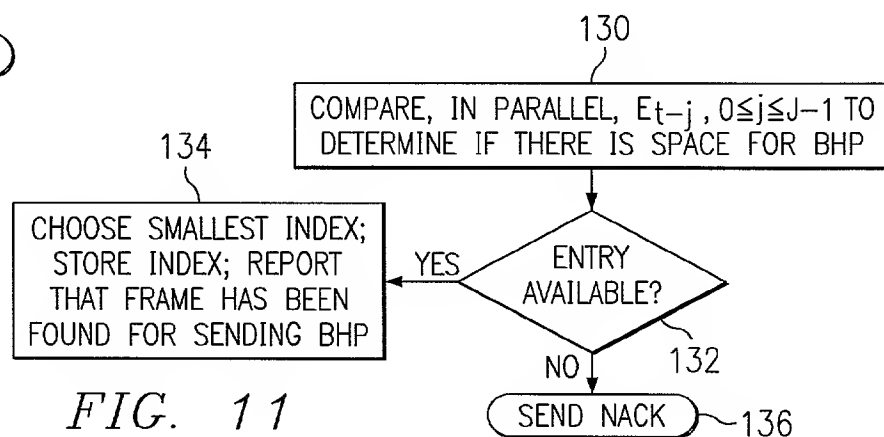 130
COMPARE, IN PARALLEL, Et-j, 0≦j≦J-1 TO
DETERMINE IF THERE IS SPACE FOR BHP
134
CHOOSE SMALLEST INDEX;
STORE INDEX; REPORT
THAT FRAME HAS BEEN
FOUND FOR SENDING BHP
YES
ENTRY
AVAILABLE?
132
NO
SEND NACK
136
FIG. 11